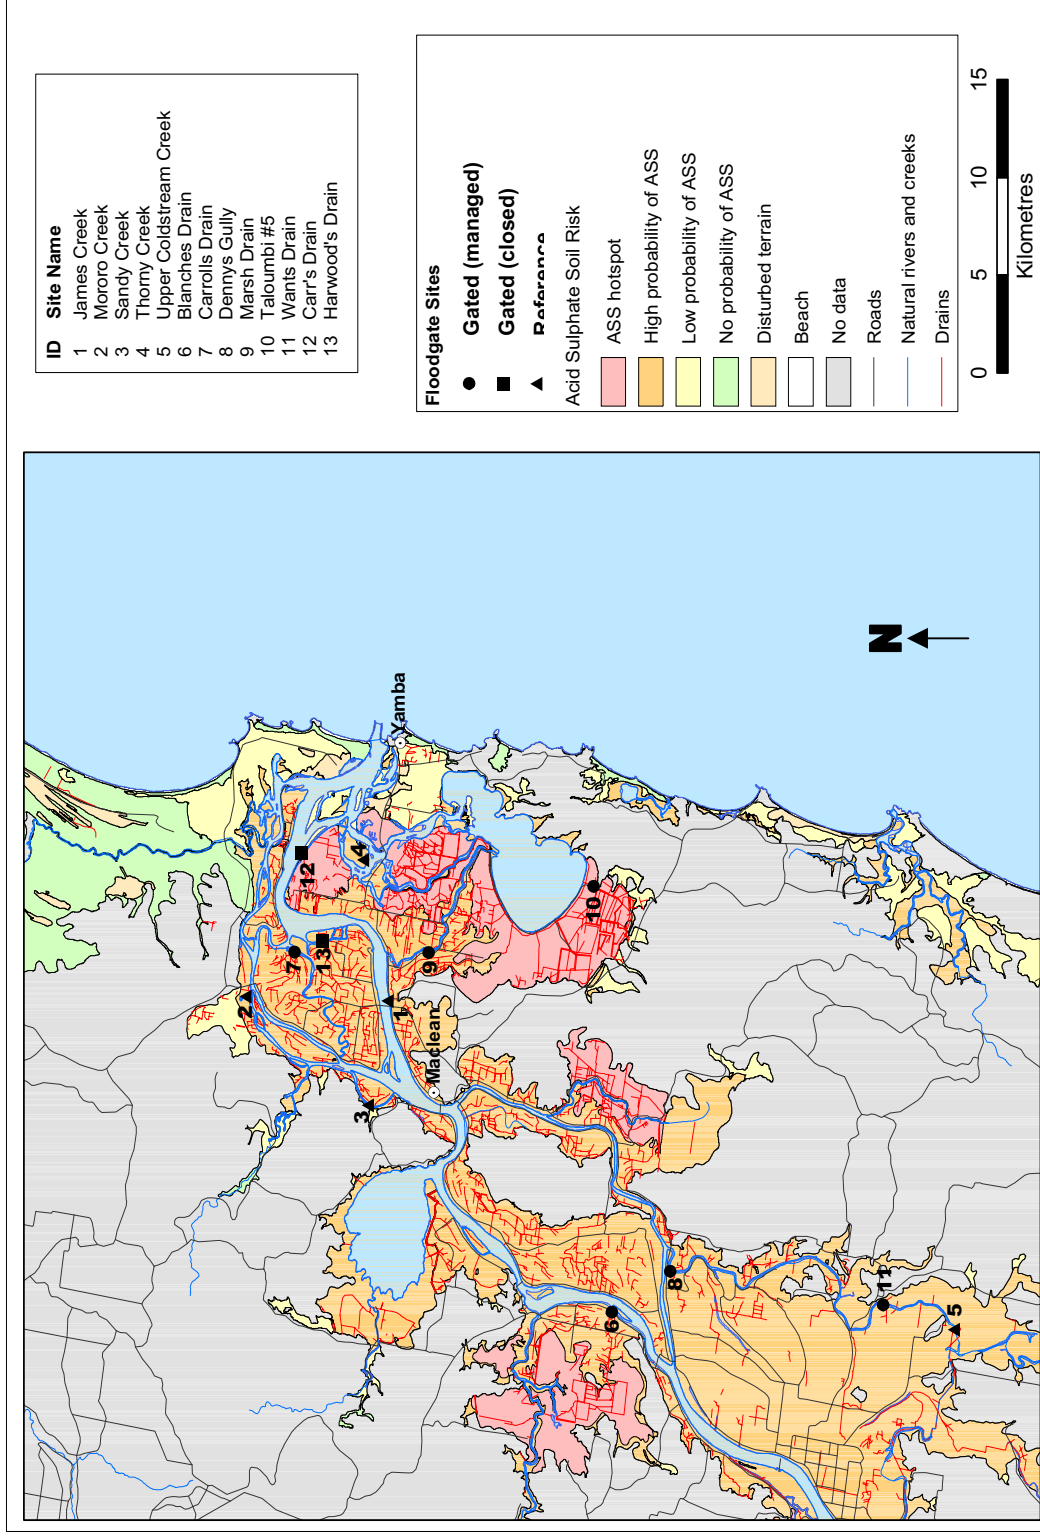 ID Site Name
1 James Creek
2 Mororo Creek
3 Sandy Creek
4 Thorny Creek
5 Upper Coldstream Creek
6 Blanches Drain
7 Carrolls Drain
8 Dennys Gully
9 Marsh Drain
10 Taloumbi #5
11 Wants Drain
12 Carr's Drain
13 Harwood's Drain
Floodgate Sites
Gated (managed)
Gated (closed)
Reference
Acid Sulphate Soil Risk
ASS hotspot
High probability of ASS
Low probability of ASS
No probability of ASS
Disturbed terrain
Beach
No data
Roads
Natural rivers and creeks
Drains
0 5 10 15
Kilometres
N
Yamba
Maclean
1
2
3
4
5
6
7
8
9
10
11
12
13